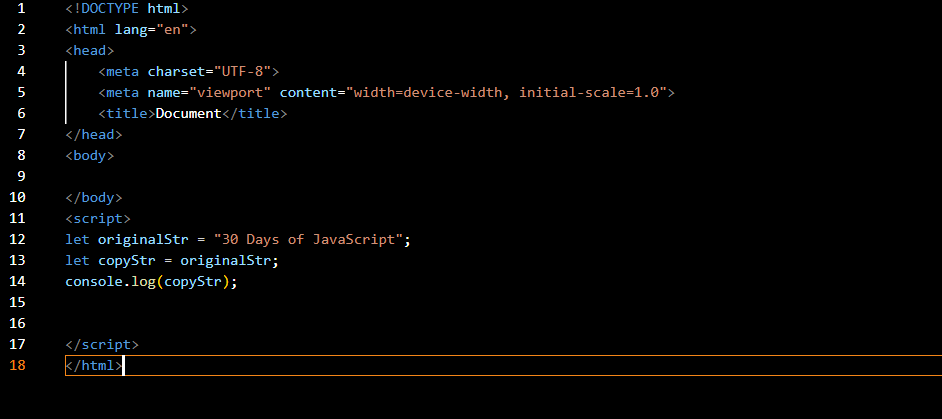 1 <!DOCTYPE html>
2 <html lang="en">
3 <head>
4     <meta charset="UTF-8">
5     <meta name="viewport" content="width=device-width, initial-scale=1.0">
6     <title>Document</title>
7 </head>
8 <body>
9
10 </body>
11 <script>
12 let originalStr = "30 Days of JavaScript";
13 let copyStr = originalStr;
14 console.log(copyStr);
15
16
17 </script>
18 </html>